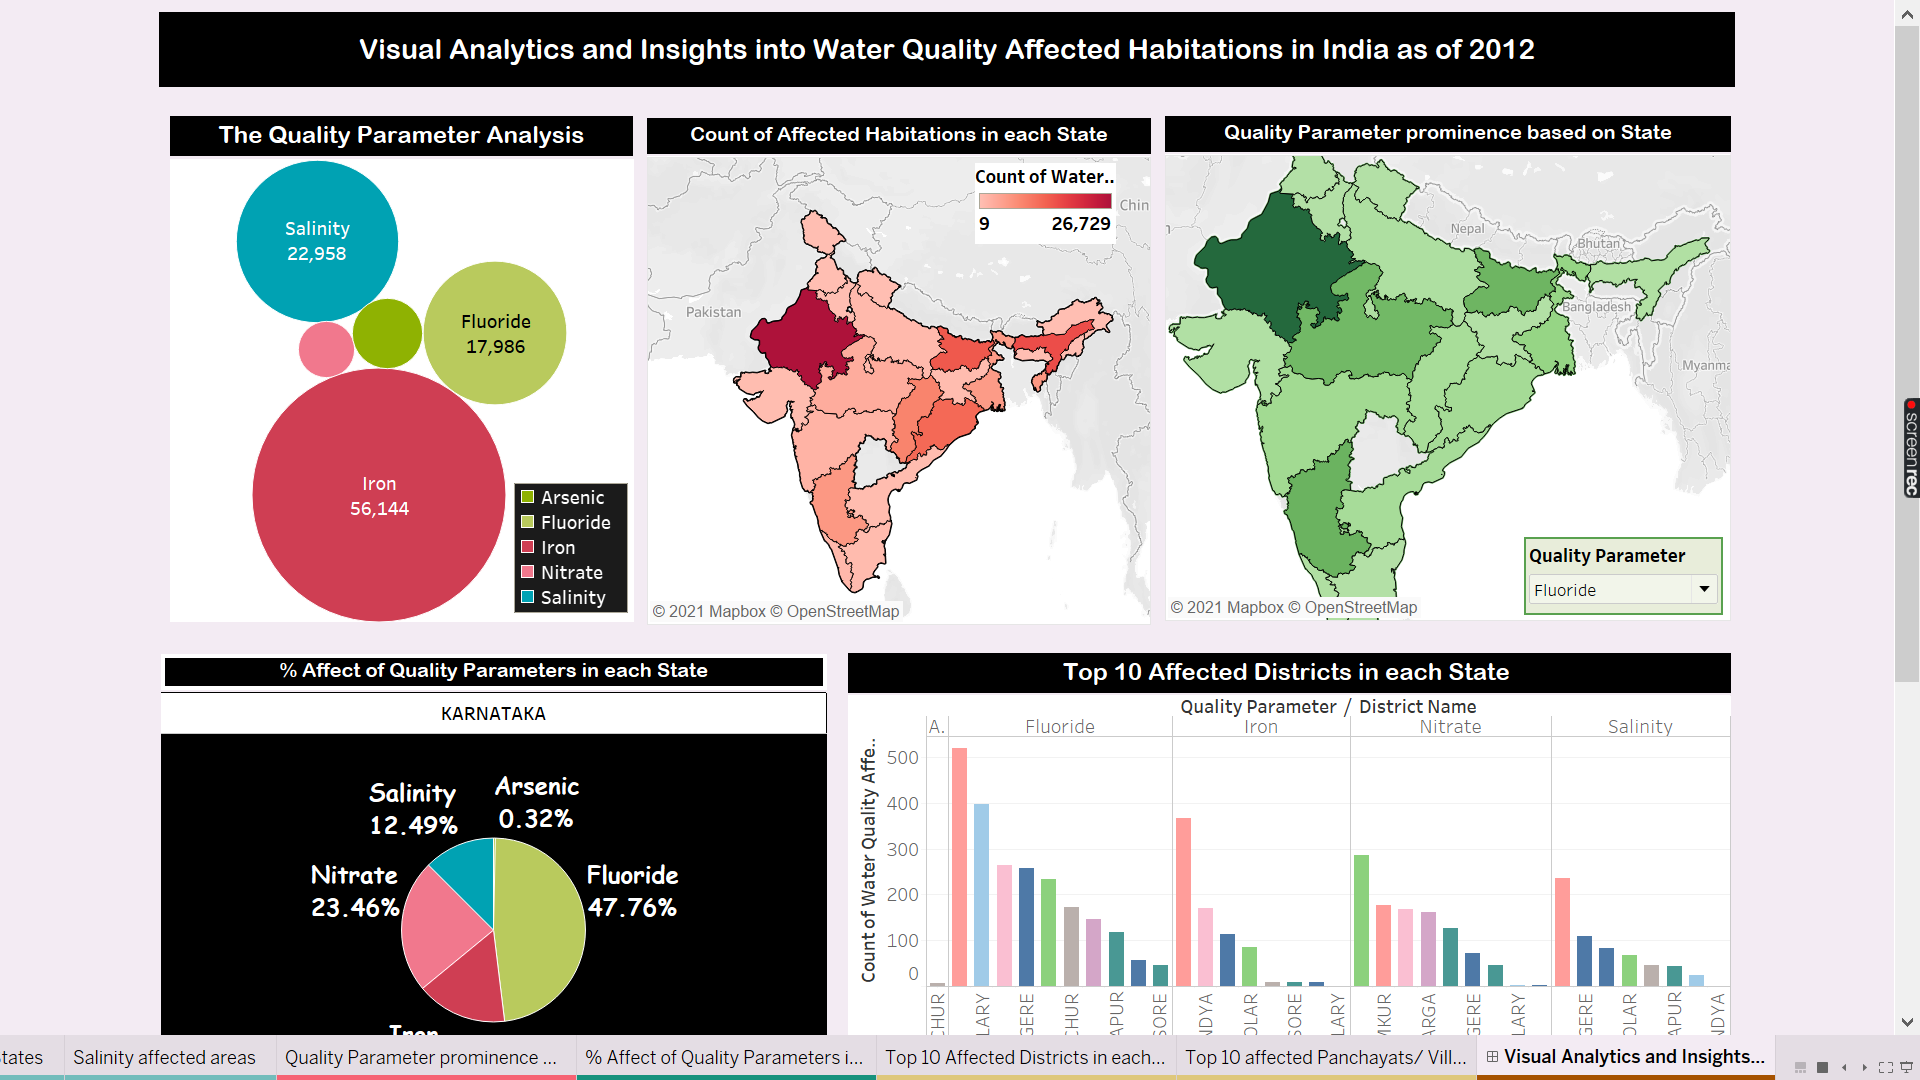 Visual Analytics and Insights into Water Quality Affected Habitations in India as of 2012
The Quality Parameter Analysis
Salinity
22,958
Fluoride
17,986
Iron
56,144
Arsenic
Fluoride
Iron
Nitrate
Salinity
Count of Affected Habitations in each State
Count of Water..
9 26,729
Chin
Pakistan
© 2021 Mapbox © OpenStreetMap
Quality Parameter prominence based on State
Nepal
Bhutan
Bangladesh
Myanma
Quality Parameter
Fluoride
© 2021 Mapbox © OpenStreetMap
screenrec
% Affect of Quality Parameters in each State
KARNATAKA
Salinity
12.49%
Arsenic
0.32%
Nitrate
23.46%
Fluoride
47.76%
Iron
Top 10 Affected Districts in each State
Quality Parameter / District Name
A. Fluoride Iron Nitrate Salinity
Count of Water Quality Affe..
500
400
300
200
100
0
CHUR LARY GERE CHUR APUR SORE NDYA OLAR SORE LARY MKUR ARGA GERE LARY GERE OLAR APUR NDYA
tates Salinity affected areas Quality Parameter prominence ... % Affect of Quality Parameters i... Top 10 Affected Districts in each... Top 10 affected Panchayats/ Vill... Visual Analytics and Insights...